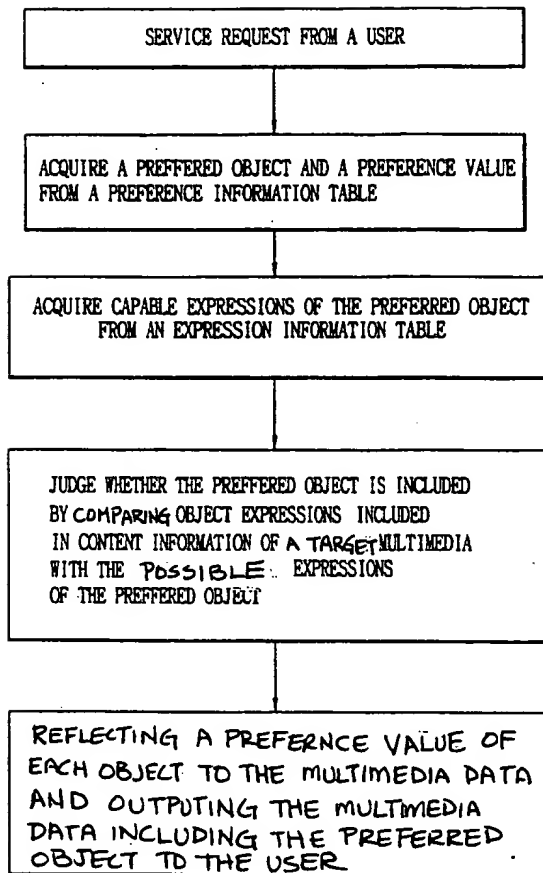 SERVICE REQUEST FROM A USER
ACQUIRE A PREFFERED OBJECT AND A PREFERENCE VALUE
FROM A PREFERENCE INFORMATION TABLE
ACQUIRE CAPABLE EXPRESSIONS OF THE PREFERRED OBJECT
FROM AN EXPRESSION INFORMATION TABLE
JUDGE WHETHER THE PREFFERED OBJECT IS INCLUDED
BY COMPARING OBJECT EXPRESSIONS INCLUDED
IN CONTENT INFORMATION OF A TARGET MULTIMEDIA
WITH THE POSSIBLE EXPRESSIONS
OF THE PREFFERED OBJECT
REFLECTING A PREFERNCE VALUE OF
EACH OBJECT TO THE MULTIMEDIA DATA
AND OUTPUTING THE MULTIMEDIA
DATA INCLUDING THE PREFERRED
OBJECT TO THE USER